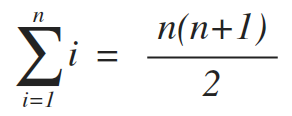 n
∑ i = n(n+1)
i=1 2